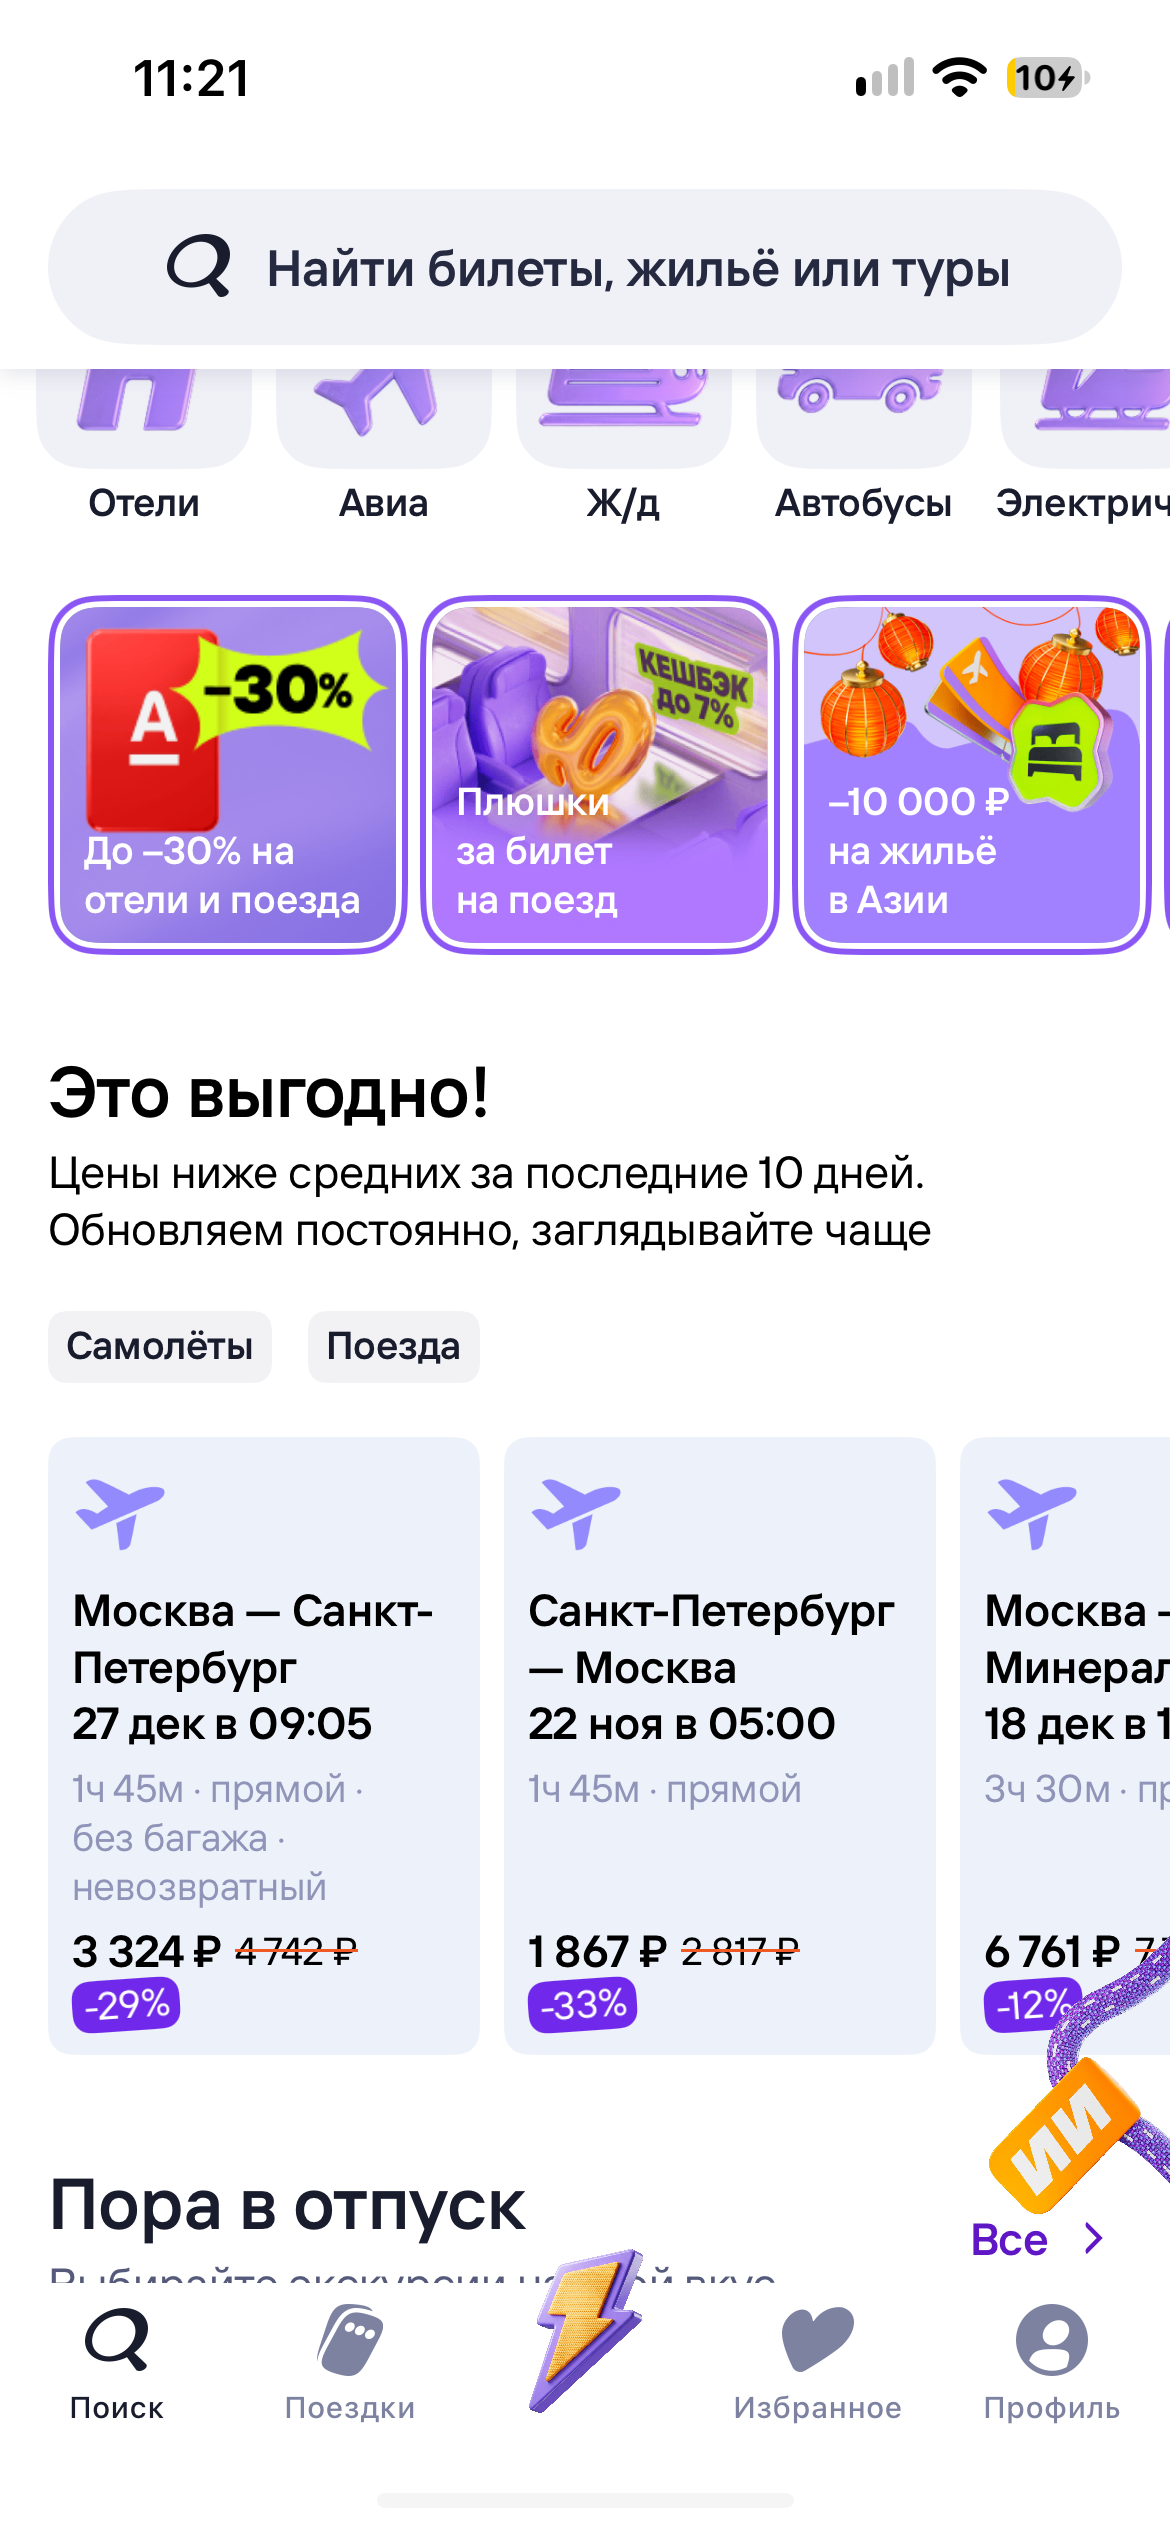 11:21
10
Найти билеты, жильё или туры
Отели
Авиа
Ж/д
Автобусы
Электрич
А
-30%
До –30% на
отели и поезда
КЕШБЭК
до 7%
Плюшки
за билет
на поезд
–10 000 ₽
на жильё
в Азии
Это выгодно!
Цены ниже средних за последние 10 дней.
Обновляем постоянно, заглядывайте чаще
Самолёты
Поезда
Москва — Санкт-
Петербург
27 дек в 09:05
1ч 45м · прямой ·
без багажа ·
невозвратный
3 324 ₽ 4 742 ₽
-29%
Санкт-Петербург
— Москва
22 ноя в 05:00
1ч 45м · прямой
1 867 ₽ 2 817 ₽
-33%
Москва -
Минерал
18 дек в 1
3ч 30м · пр
6 761 ₽
-12%
ИИ
Пора в отпуск
Все
Выбирайте экскурсии
Поиск
Поездки
Избранное
Профиль